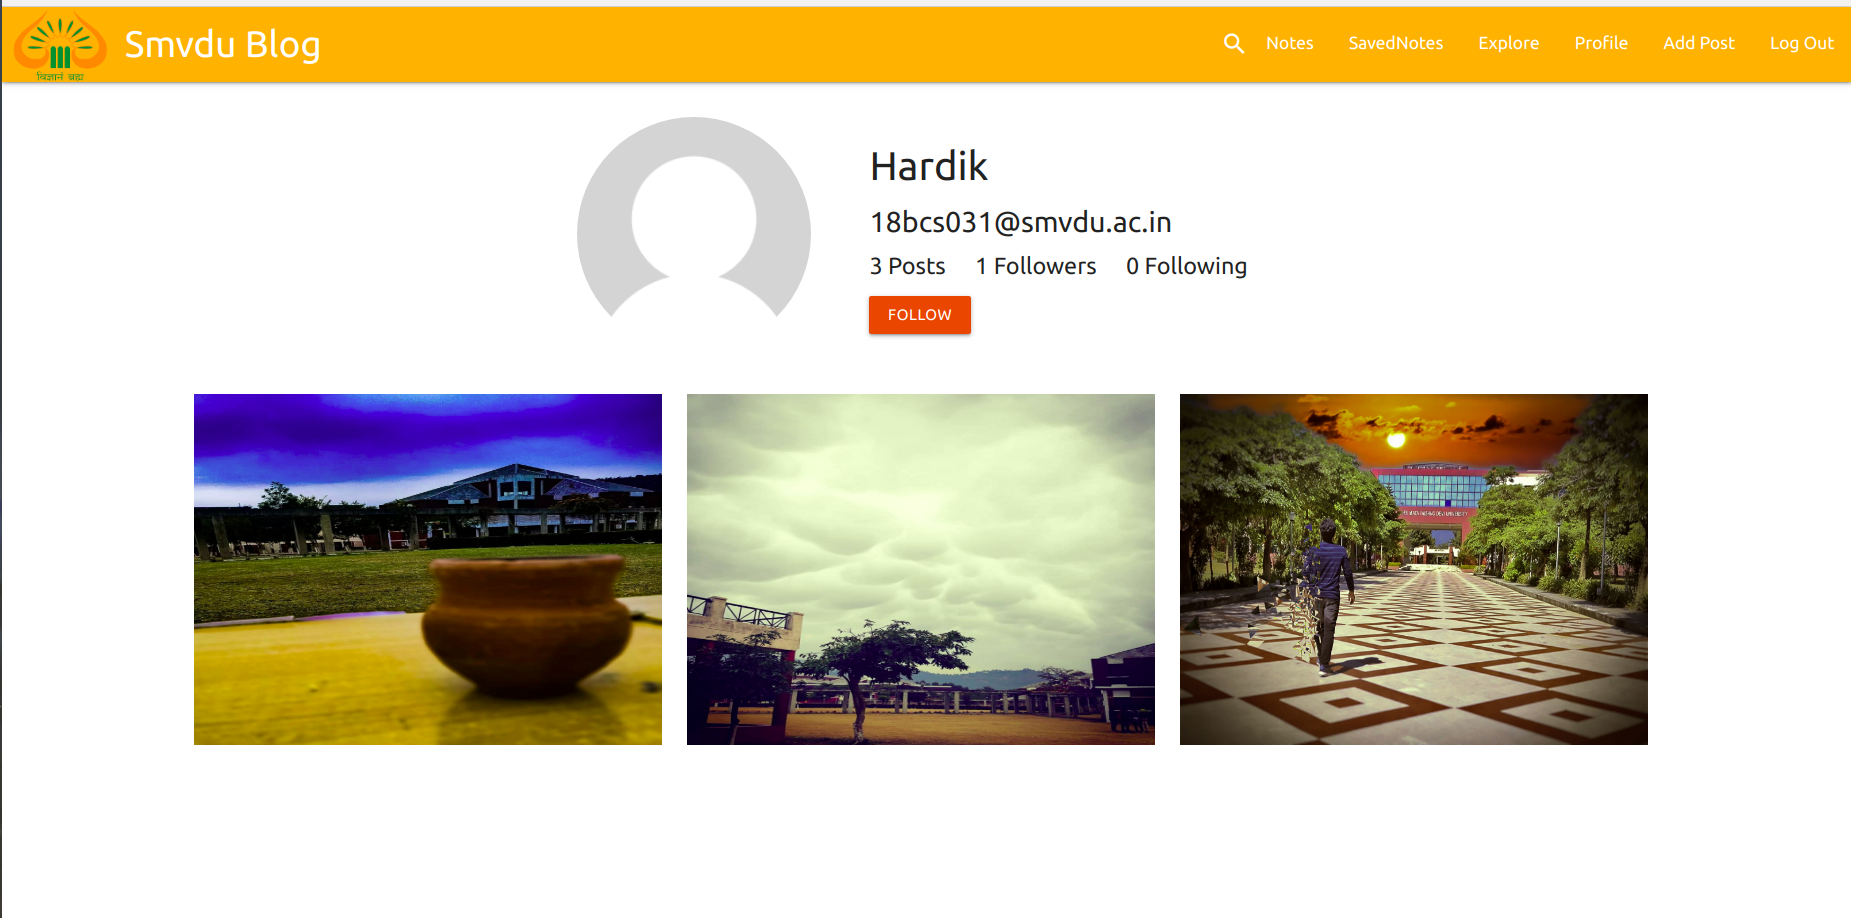 विज्ञानं ब्रह्म
Smvdu Blog
Notes SavedNotes Explore Profile Add Post Log Out
Hardik
18bcs031@smvdu.ac.in
3 Posts 1 Followers 0 Following
FOLLOW